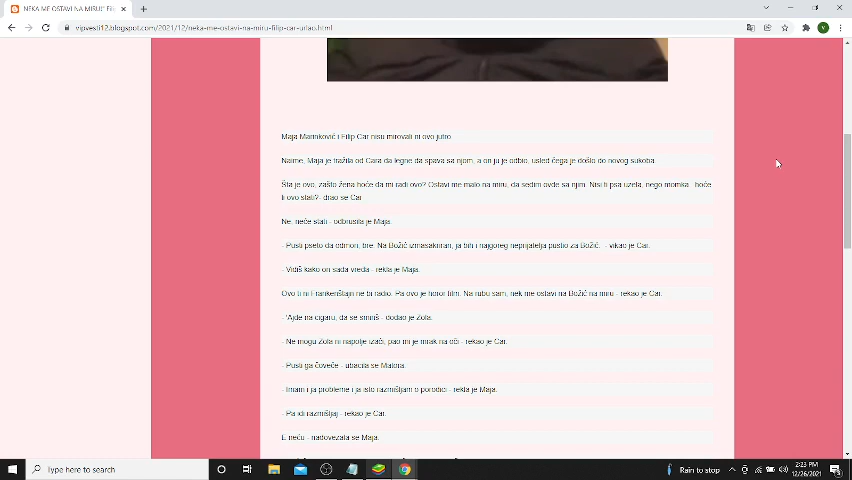 NEKA ME OSTAVI NA MIRU!" Filip
vipvesti12.blogspot.com/2021/12/neka-me-ostavi-na-miru-filip-car-urlao.html
Maja Marinković i Filip Car nisu mirovali ni ovo jutro.
Naime, Maja je tražila od Cara da legne da spava sa njom, a on ju je odbio, usled čega je došlo do novog sukoba.
Šta je ovo, zašto žena hoće da mi radi ovo? Ostavi me malo na miru, da sedim ovde sa njim. Nisi ti psa uzela, nego momka - hoće
li ovo stati?- drao se Car
Ne, neće stati - odbrusila je Maja.
- Pusti pseto da odmori, bre. Na Božić izmasakriran, ja bih i najgoreg neprijatelja pustio za Božić. - vikao je Car.
- Vidiš kako on sada vređa - rekla je Maja.
Ovo ti ni Frankenštajn ne bi radio. Pa ovo je horor film. Na rubu sam, nek me ostavi na Božić na miru - rekao je Car.
- 'Ajde na cigaru, da se smiriš - dodao je Zola.
- Ne mogu Zola ni napolje izaći, pao mi je mrak na oči - rekao je Car.
- Pusti ga čoveče - ubacila se Matora.
- Imam i ja probleme i ja isto razmišljam o porodici - rekla je Maja.
- Pa idi razmišljaj - rekao je Car.
E neću - nadovezala se Maja.
Type here to search
Rain to stop
2:23 PM
12/26/2021